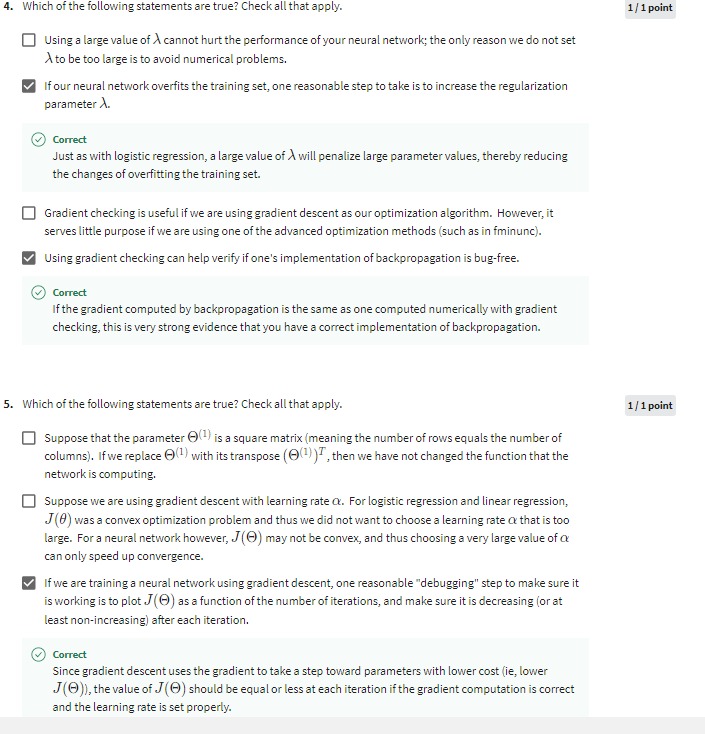 4. Which of the following statements are true? Check all that apply.
1 / 1 point
Using a large value of λ cannot hurt the performance of your neural network; the only reason we do not set
λ to be too large is to avoid numerical problems.
If our neural network overfits the training set, one reasonable step to take is to increase the regularization
parameter λ.
Correct
Just as with logistic regression, a large value of λ will penalize large parameter values, thereby reducing
the changes of overfitting the training set.
Gradient checking is useful if we are using gradient descent as our optimization algorithm. However, it
serves little purpose if we are using one of the advanced optimization methods (such as in fminunc).
Using gradient checking can help verify if one's implementation of backpropagation is bug-free.
Correct
If the gradient computed by backpropagation is the same as one computed numerically with gradient
checking, this is very strong evidence that you have a correct implementation of backpropagation.
5. Which of the following statements are true? Check all that apply.
1 / 1 point
Suppose that the parameter Θ⁽¹⁾ is a square matrix (meaning the number of rows equals the number of
columns). If we replace Θ⁽¹⁾ with its transpose (Θ⁽¹⁾)ᵀ, then we have not changed the function that the
network is computing.
Suppose we are using gradient descent with learning rate α. For logistic regression and linear regression,
J(θ) was a convex optimization problem and thus we did not want to choose a learning rate α that is too
large. For a neural network however, J(Θ) may not be convex, and thus choosing a very large value of α
can only speed up convergence.
If we are training a neural network using gradient descent, one reasonable "debugging" step to make sure it
is working is to plot J(Θ) as a function of the number of iterations, and make sure it is decreasing (or at
least non-increasing) after each iteration.
Correct
Since gradient descent uses the gradient to take a step toward parameters with lower cost (ie, lower
J(Θ)), the value of J(Θ) should be equal or less at each iteration if the gradient computation is correct
and the learning rate is set properly.